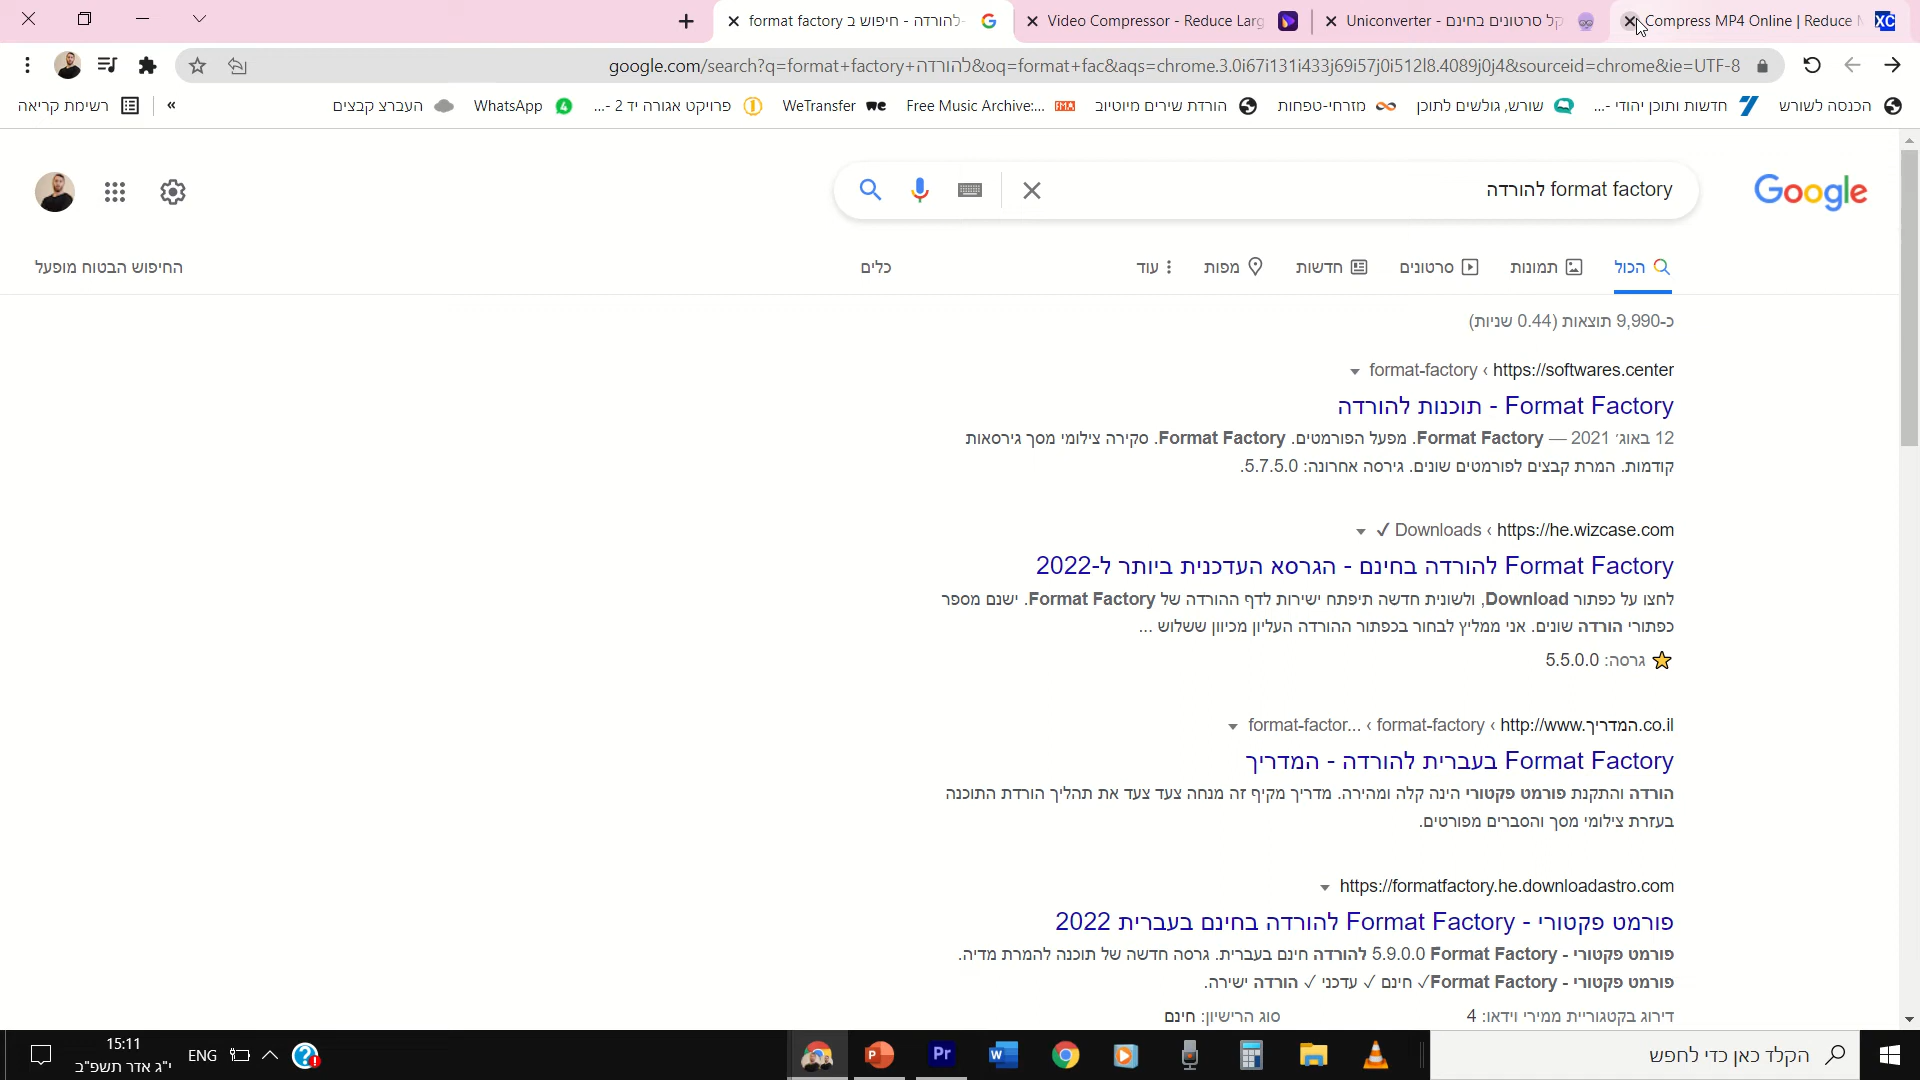 Compress MP4 Online | Reduce M
Uniconverter - קל סרטונים בחינם
Video Compressor - Reduce Larg
format factory להורדה - חיפוש ב-
google.com/search?q=format+factory+להורדה&oq=format+fac&aqs=chrome.3.0i67i131i433j69i57j0i512l8.4089j0j4&sourceid=chrome&ie=UTF-8
הכנסה לשורש
חדשות ותוכן יהודי -...
שורש, גולשים לתוכן
מזרחי-טפחות
הורדת שירים מיוטיוב
Free Music Archive:...
WeTransfer
פרויקט אגורה יד 2 -...
WhatsApp
העברצ קבצים
»
רשימת קריאה
Google
format factory להורדה
הכול
תמונות
סרטונים
חדשות
מפות
עוד
כלים
החיפוש הבטוח מופעל
כ-9,990 תוצאות (0.44 שניות)
https://softwares.center › format-factory
Format Factory - תוכנות להורדה
12 באוג׳ 2021 — Format Factory. מפעל הפורמטים. Format Factory. סקירה צילומי מסך גירסאות
קודמות. המרת קבצים לפורמטים שונים. גירסה אחרונה: 5.7.5.0.
https://he.wizcase.com › Downloads ✓
Format Factory להורדה בחינם - הגרסא העדכנית ביותר ל-2022
לחצו על כפתור Download, ולשונית חדשה תיפתח ישירות לדף ההורדה של Format Factory. ישנם מספר
כפתורי הורדה שונים. אני ממליץ לבחור בכפתור ההורדה העליון מכיוון ששלוש ...
גרסה: 5.5.0.0
http://www.המדריך.co.il › format-factory › format-factor...
Format Factory בעברית להורדה - המדריך
הורדה והתקנת פורמט פקטורי הינה קלה ומהירה. מדריך מקיף זה מנחה צעד צעד את תהליך הורדת התוכנה
בעזרת צילומי מסך והסברים מפורטים.
https://formatfactory.he.downloadastro.com
פורמט פקטורי - Format Factory להורדה בחינם בעברית 2022
פורמט פקטורי - Format Factory 5.9.0.0 להורדה חינם בעברית. גרסה חדשה של תוכנה להמרת מדיה.
פורמט פקטורי - Format Factory✓ חינם ✓ עדכני ✓ הורדה ישירה.
דירוג בקטגוריית ממירי וידאו: 4
סוג הרישיון: חינם
הקלד כאן כדי לחפש
ENG
15:11
י"ג אדר תשפ"ב